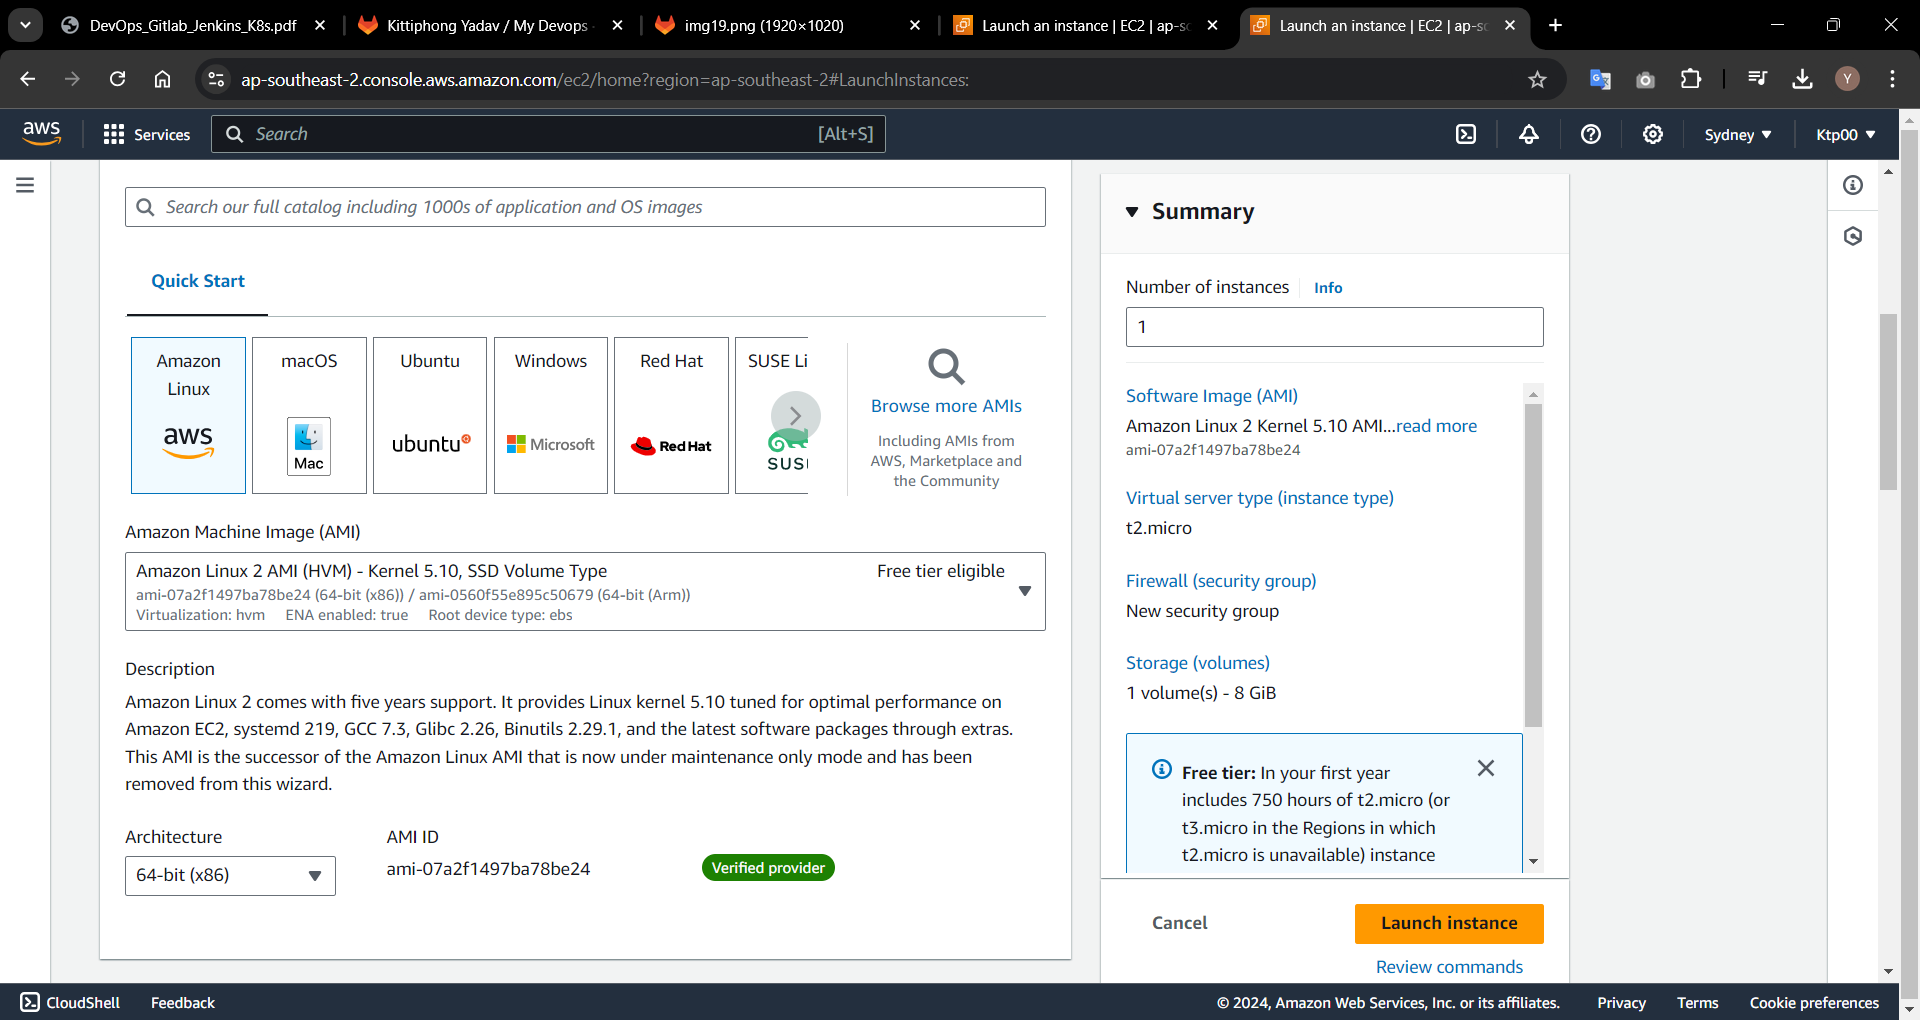 DevOps_Gitlab_Jenkins_K8s.pdf
Kittiphong Yadav / My Devops
img19.png (1920×1020)
Launch an instance | EC2 | ap-so
Launch an instance | EC2 | ap-so
ap-southeast-2.console.aws.amazon.com/ec2/home?region=ap-southeast-2#LaunchInstances:
Y
aws
Services
Search
[Alt+S]
Sydney
Ktp00
Search our full catalog including 1000s of application and OS images
Quick Start
Amazon Linux
aws
macOS
Mac
Ubuntu
ubuntu
Windows
Microsoft
Red Hat
Red Hat
SUSE Li
SUS
Browse more AMIs
Including AMIs from
AWS, Marketplace and
the Community
Amazon Machine Image (AMI)
Amazon Linux 2 AMI (HVM) - Kernel 5.10, SSD Volume Type
Free tier eligible
ami-07a2f1497ba78be24 (64-bit (x86)) / ami-0560f55e895c50679 (64-bit (Arm))
Virtualization: hvm ENA enabled: true Root device type: ebs
Description
Amazon Linux 2 comes with five years support. It provides Linux kernel 5.10 tuned for optimal performance on
Amazon EC2, systemd 219, GCC 7.3, Glibc 2.26, Binutils 2.29.1, and the latest software packages through extras.
This AMI is the successor of the Amazon Linux AMI that is now under maintenance only mode and has been
removed from this wizard.
Architecture
64-bit (x86)
AMI ID
ami-07a2f1497ba78be24
Verified provider
Summary
Number of instances Info
1
Software Image (AMI)
Amazon Linux 2 Kernel 5.10 AMI...read more
ami-07a2f1497ba78be24
Virtual server type (instance type)
t2.micro
Firewall (security group)
New security group
Storage (volumes)
1 volume(s) - 8 GiB
Free tier: In your first year
includes 750 hours of t2.micro (or
t3.micro in the Regions in which
t2.micro is unavailable) instance
Cancel
Launch instance
Review commands
CloudShell
Feedback
© 2024, Amazon Web Services, Inc. or its affiliates.
Privacy
Terms
Cookie preferences